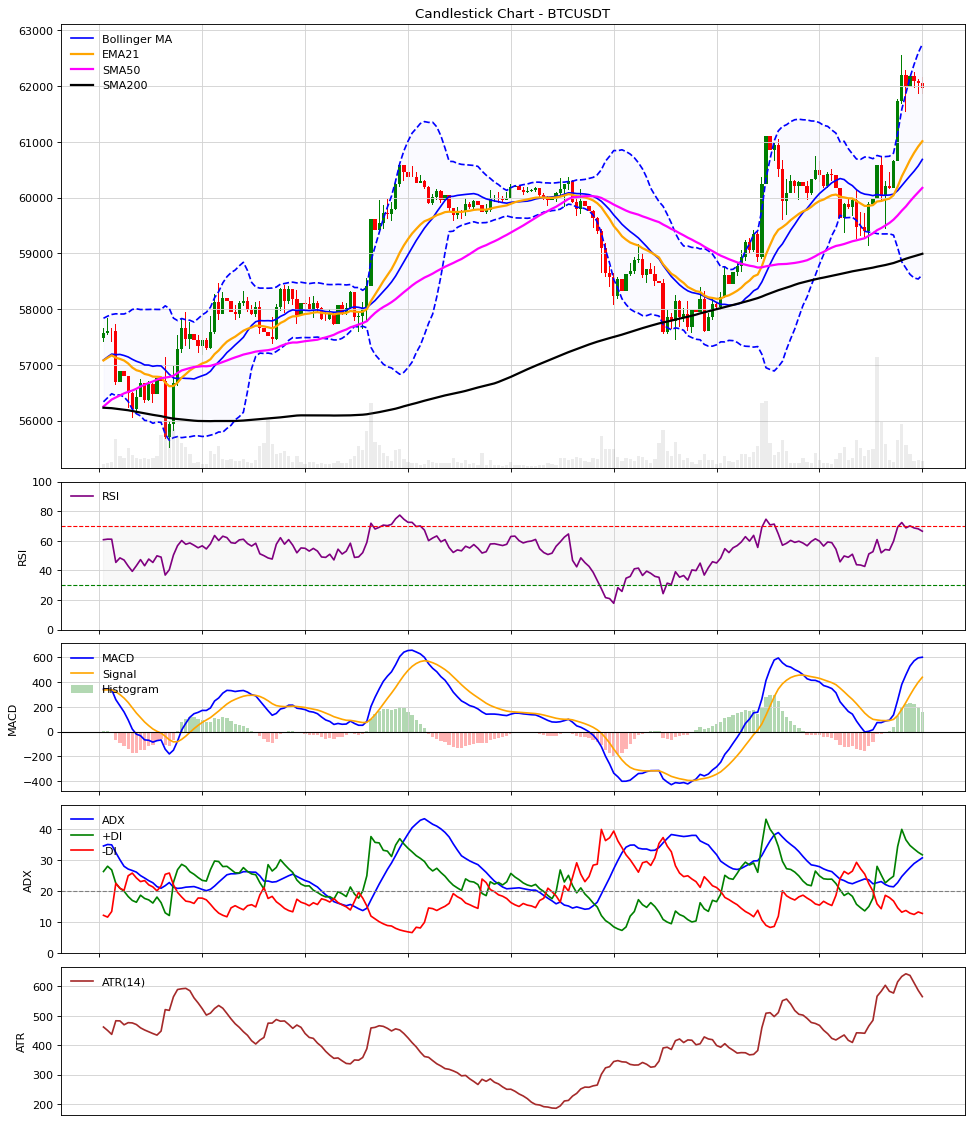 Candlestick Chart - BTCUSDT
63000
62000
61000
60000
59000
58000
57000
56000
Bollinger MA
EMA21
SMA50
SMA200
100
80
60
40
20
0
RSI
RSI
600
400
200
0
−200
−400
MACD
MACD
Signal
Histogram
40
30
20
10
0
ADX
ADX
+DI
-DI
600
500
400
300
200
ATR
ATR(14)